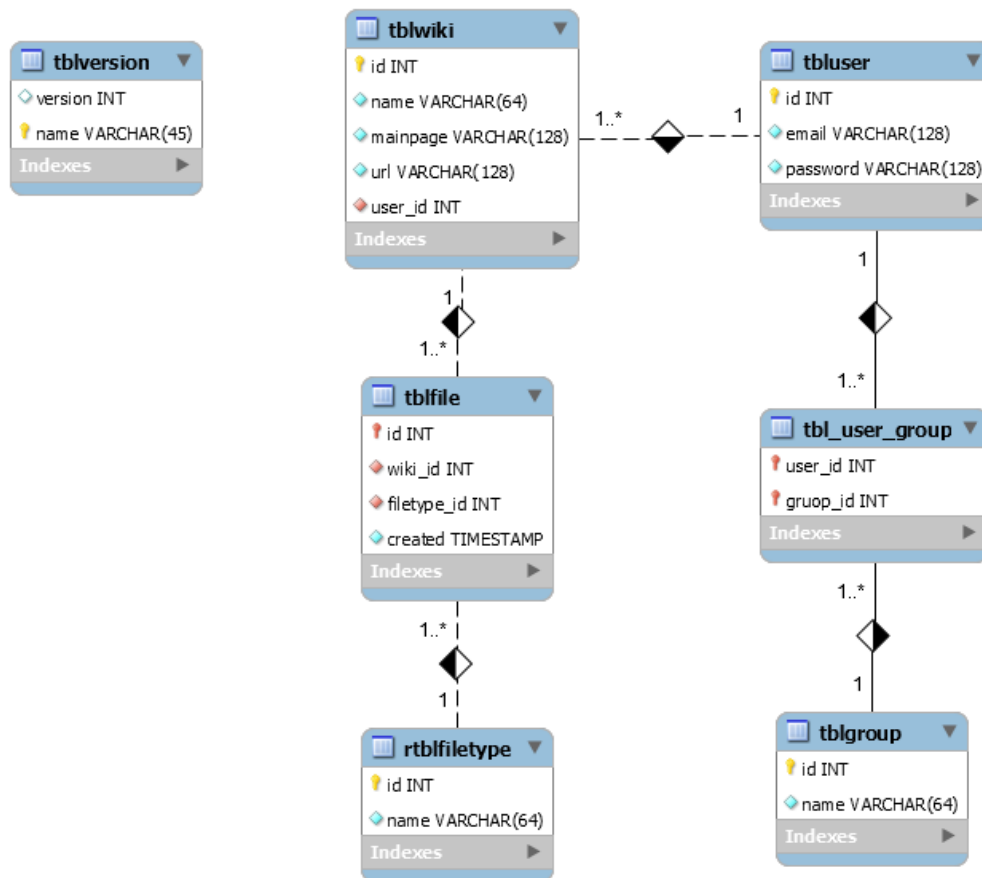 tblversion
version INT
name VARCHAR(45)
Indexes
tblwiki
id INT
name VARCHAR(64)
mainpage VARCHAR(128)
url VARCHAR(128)
user_id INT
Indexes
1..*
1
tbluser
id INT
email VARCHAR(128)
password VARCHAR(128)
Indexes
1
1..*
tblfile
id INT
wiki_id INT
filetype_id INT
created TIMESTAMP
Indexes
1
1..*
tbl_user_group
user_id INT
gruop_id INT
Indexes
1..*
1
rtblfiletype
id INT
name VARCHAR(64)
Indexes
1..*
1
tblgroup
id INT
name VARCHAR(64)
Indexes